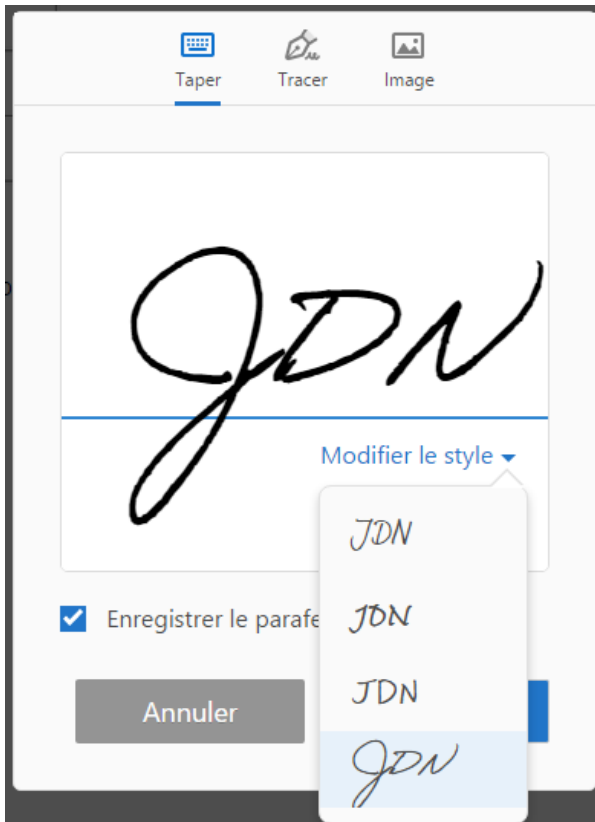 Taper Tracer Image
JDN
Modifier le style
JDN
Enregistrer le parafe
JDN
JDN
Annuler
JDN